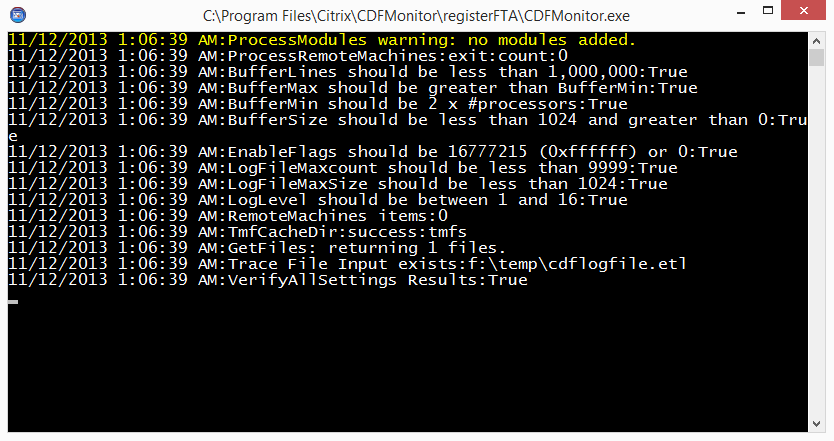 C:\Program Files\Citrix\CDFMonitor\registerFTA\CDFMonitor.exe
11/12/2013 1:06:39 AM:ProcessModules warning: no modules added.
11/12/2013 1:06:39 AM:ProcessRemoteMachines:exit:count:0
11/12/2013 1:06:39 AM:BufferLines should be less than 1,000,000:True
11/12/2013 1:06:39 AM:BufferMax should be greater than BufferMin:True
11/12/2013 1:06:39 AM:BufferMin should be 2 x #processors:True
11/12/2013 1:06:39 AM:BufferSize should be less than 1024 and greater than 0:Tru
e
11/12/2013 1:06:39 AM:EnableFlags should be 16777215 (0xffffff) or 0:True
11/12/2013 1:06:39 AM:LogFileMaxcount should be less than 9999:True
11/12/2013 1:06:39 AM:LogFileMaxSize should be less than 1024:True
11/12/2013 1:06:39 AM:LogLevel should be between 1 and 16:True
11/12/2013 1:06:39 AM:RemoteMachines items:0
11/12/2013 1:06:39 AM:TmfCacheDir:success:tmfs
11/12/2013 1:06:39 AM:GetFiles: returning 1 files.
11/12/2013 1:06:39 AM:Trace File Input exists:f:\temp\cdflogfile.etl
11/12/2013 1:06:39 AM:VerifyAllSettings Results:True